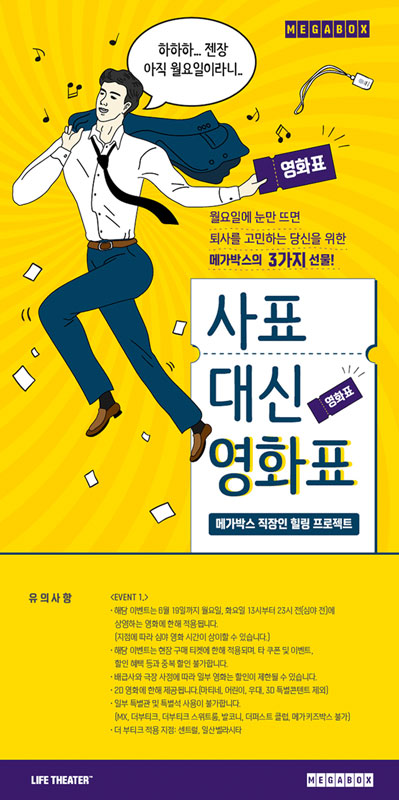 MEGABOX
하하하... 젠장
아직 월요일이라니..
영화표
월요일에 눈만 뜨면
퇴사를 고민하는 당신을 위한
메가박스의 3가지 선물!
사표
대신
영화표
영화표
메가박스 직장인 힐링 프로젝트
유의사항
<EVENT 1.>
· 해당 이벤트는 6월 19일까지 월요일, 화요일 13시부터 23시 전(심야 전)에
상영하는 영화에 한해 적용됩니다.
(지점에 따라 심야 영화 시간이 상이할 수 있습니다.)
· 해당 이벤트는 현장 구매 티켓에 한해 적용되며, 타 쿠폰 및 이벤트,
할인 혜택 등과 중복 할인 불가합니다.
· 배급사와 극장 사정에 따라 일부 영화는 할인이 제한될 수 있습니다.
· 2D 영화에 한해 제공됩니다.(마티네, 어린이, 우대, 3D 특별콘텐트 제외)
· 일부 특별관 및 특별석 사용이 불가합니다.
(MX, 더부티크, 더부티크 스위트룸, 발코니, 더퍼스트 클럽, 메가키즈박스 불가)
· 더 부티크 적용 지점: 센트럴, 일산벨라시타
LIFE THEATER™
MEGABOX